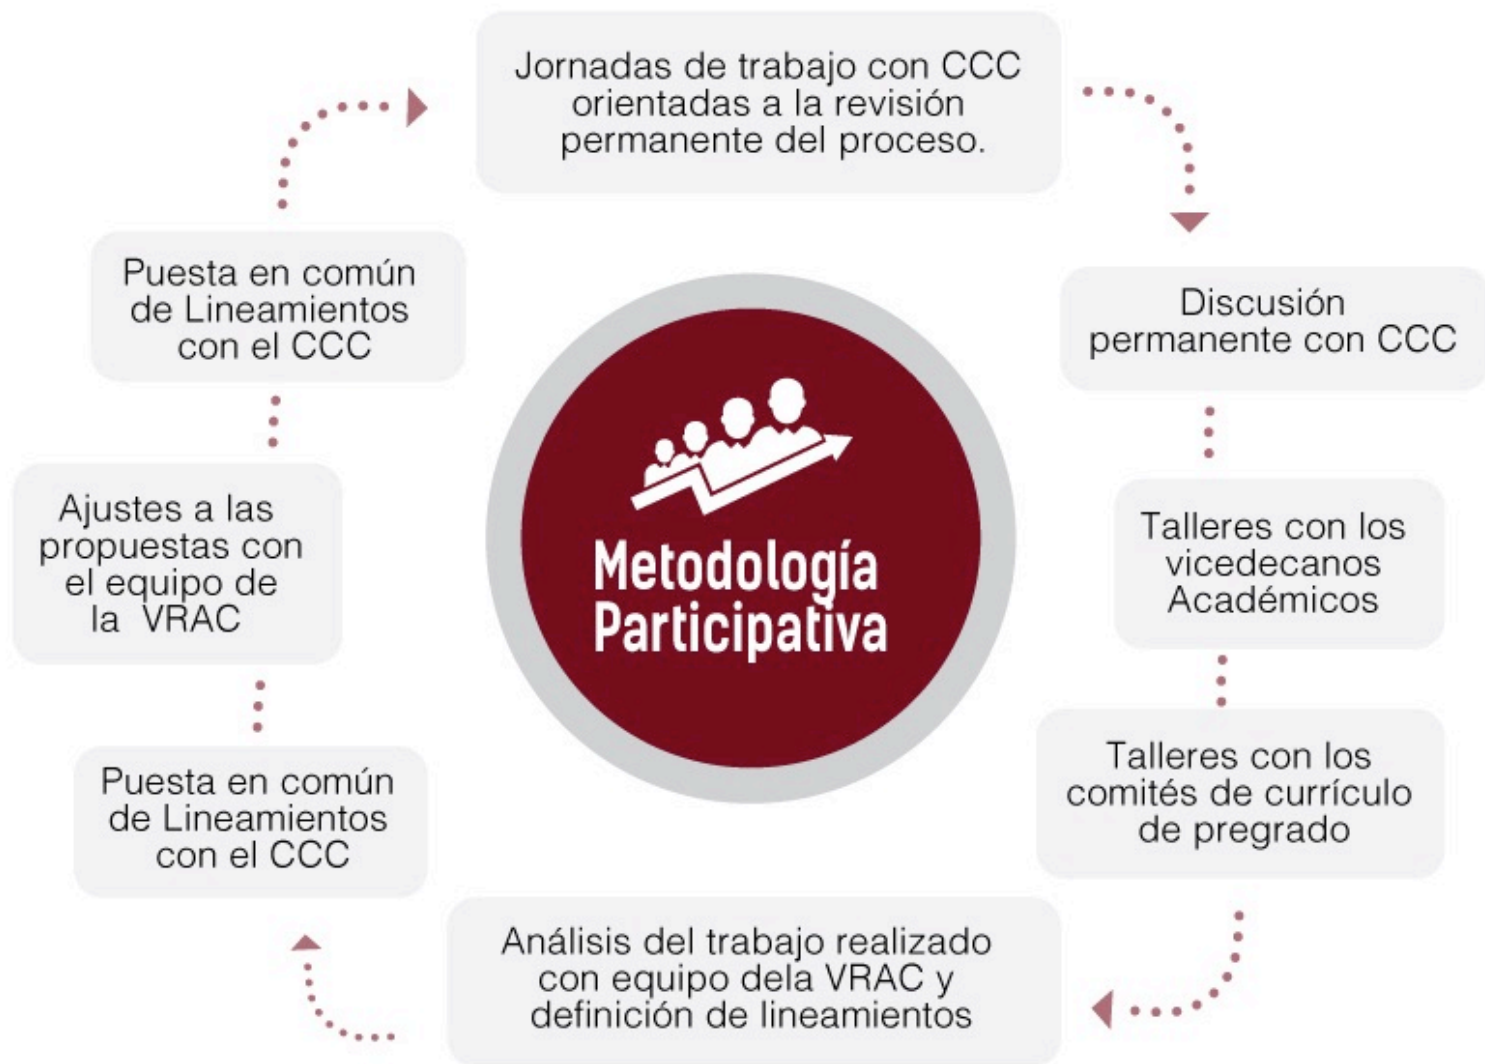 Jornadas de trabajo con CCC
orientadas a la revisión
permanente del proceso.
Discusión
permanente con CCC
Talleres con los
vicedecanos
Académicos
Talleres con los
comités de currículo
de pregrado
Análisis del trabajo realizado
con equipo dela VRAC y
definición de lineamientos
Puesta en común
de Lineamientos
con el CCC
Ajustes a las
propuestas con
el equipo de
la VRAC
Puesta en común
de Lineamientos
con el CCC
Metodología
Participativa